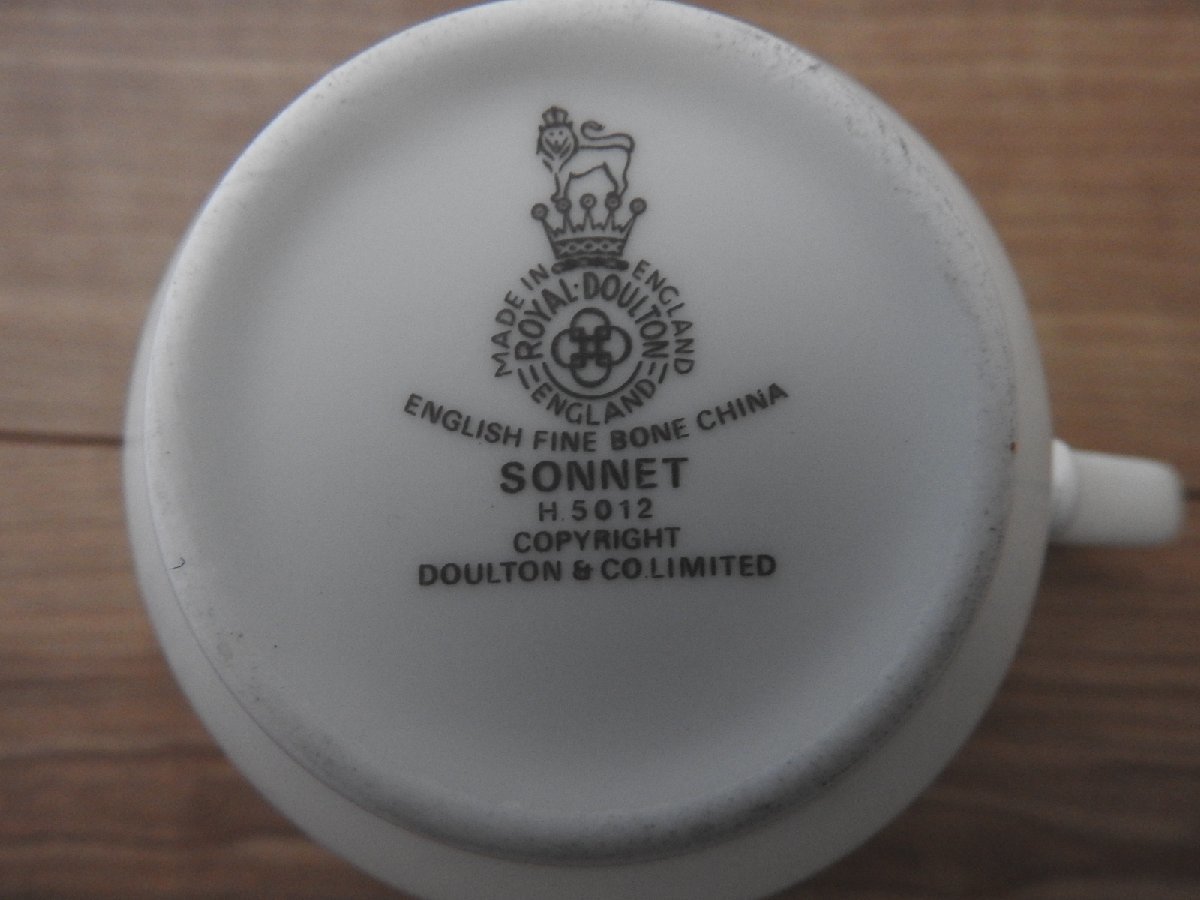 MADE IN ENGLAND
ROYAL·DOULTON
ENGLAND
ENGLISH FINE BONE CHINA
SONNET
H.5012
COPYRIGHT
DOULTON & CO.LIMITED